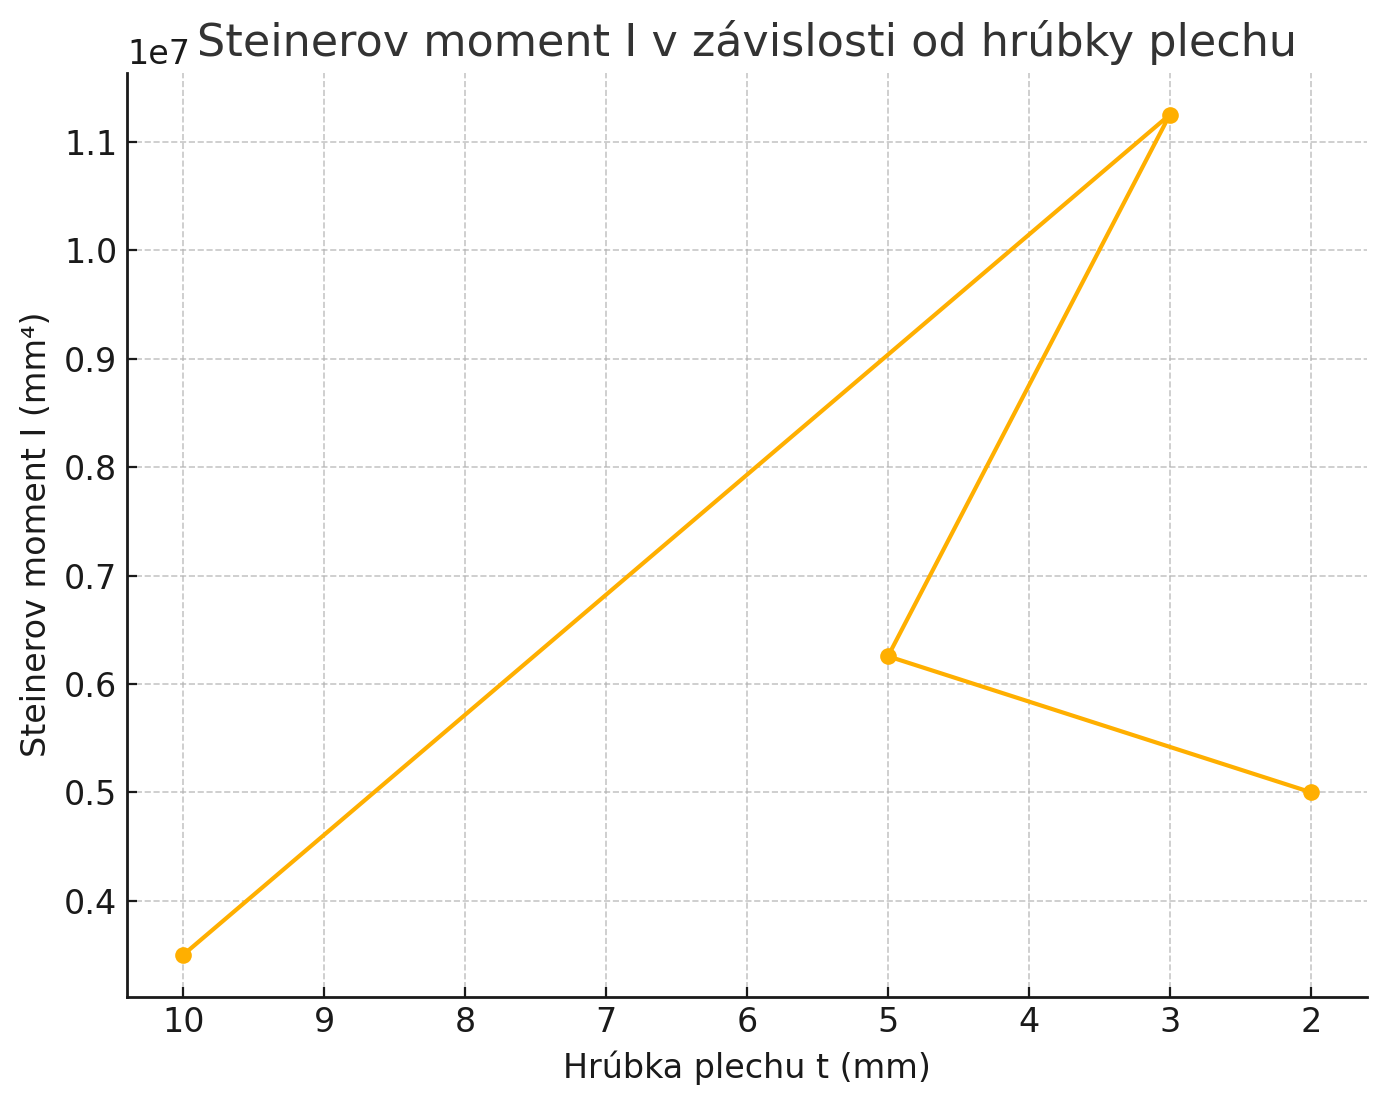 Steinerov moment I v závislosti od hrúbky plechu
1e7
1.1
1.0
0.9
0.8
0.7
0.6
0.5
0.4
Steinerov moment I (mm⁴)
10 9 8 7 6 5 4 3 2
Hrúbka plechu t (mm)